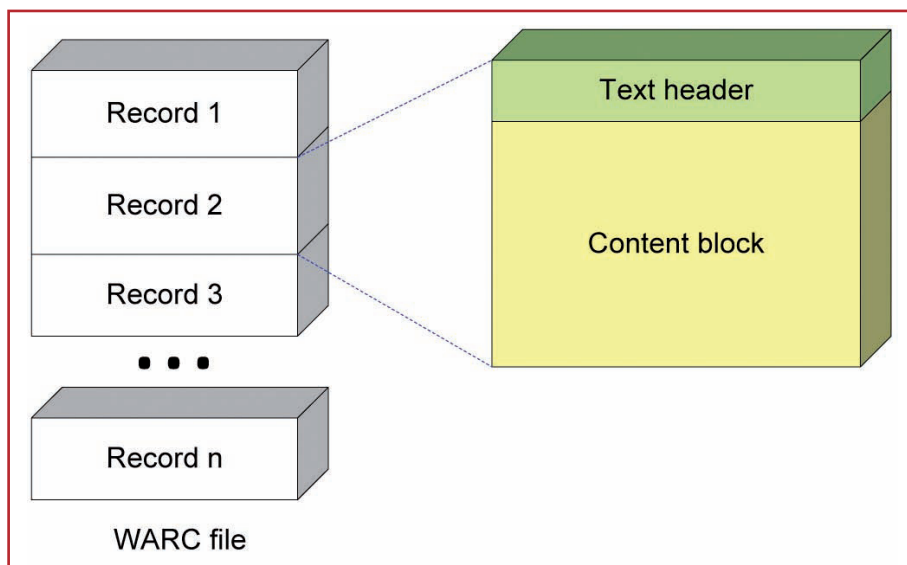 Record 1
Record 2
Record 3
Record n
WARC file
Text header
Content block